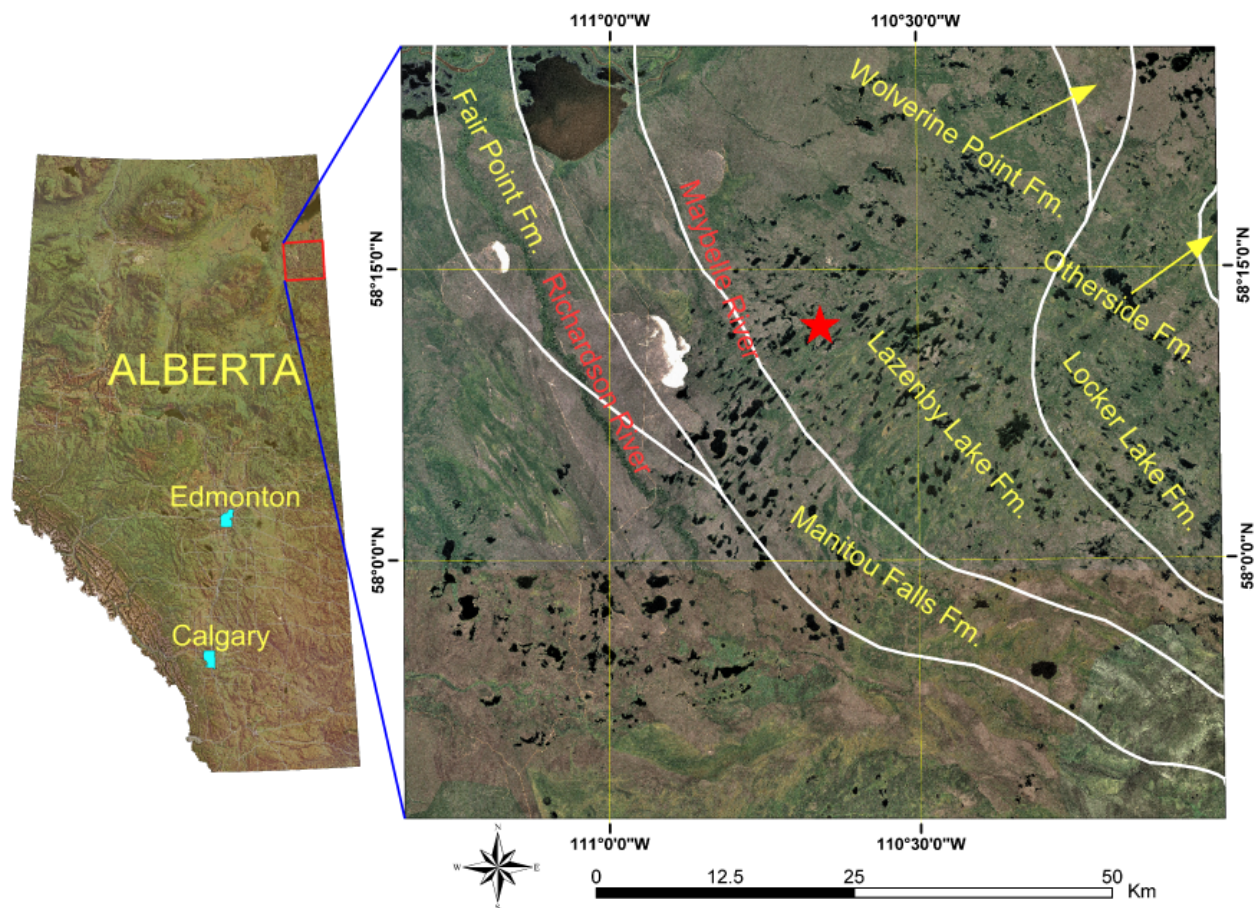 111°0'0"W
110°30'0"W
Wolverine Point Fm.
Fair Point Fm.
Maybelle River
58°15'0"N
58°15'0"N
Otherside Fm.
Richardson River
ALBERTA
Lazenby Lake Fm.
Locker Lake Fm.
Edmonton
Manitou Falls Fm.
58°0'0"N
58°0'0"N
Calgary
111°0'0"W
110°30'0"W
N
W
E
S
0
12.5
25
50
Km